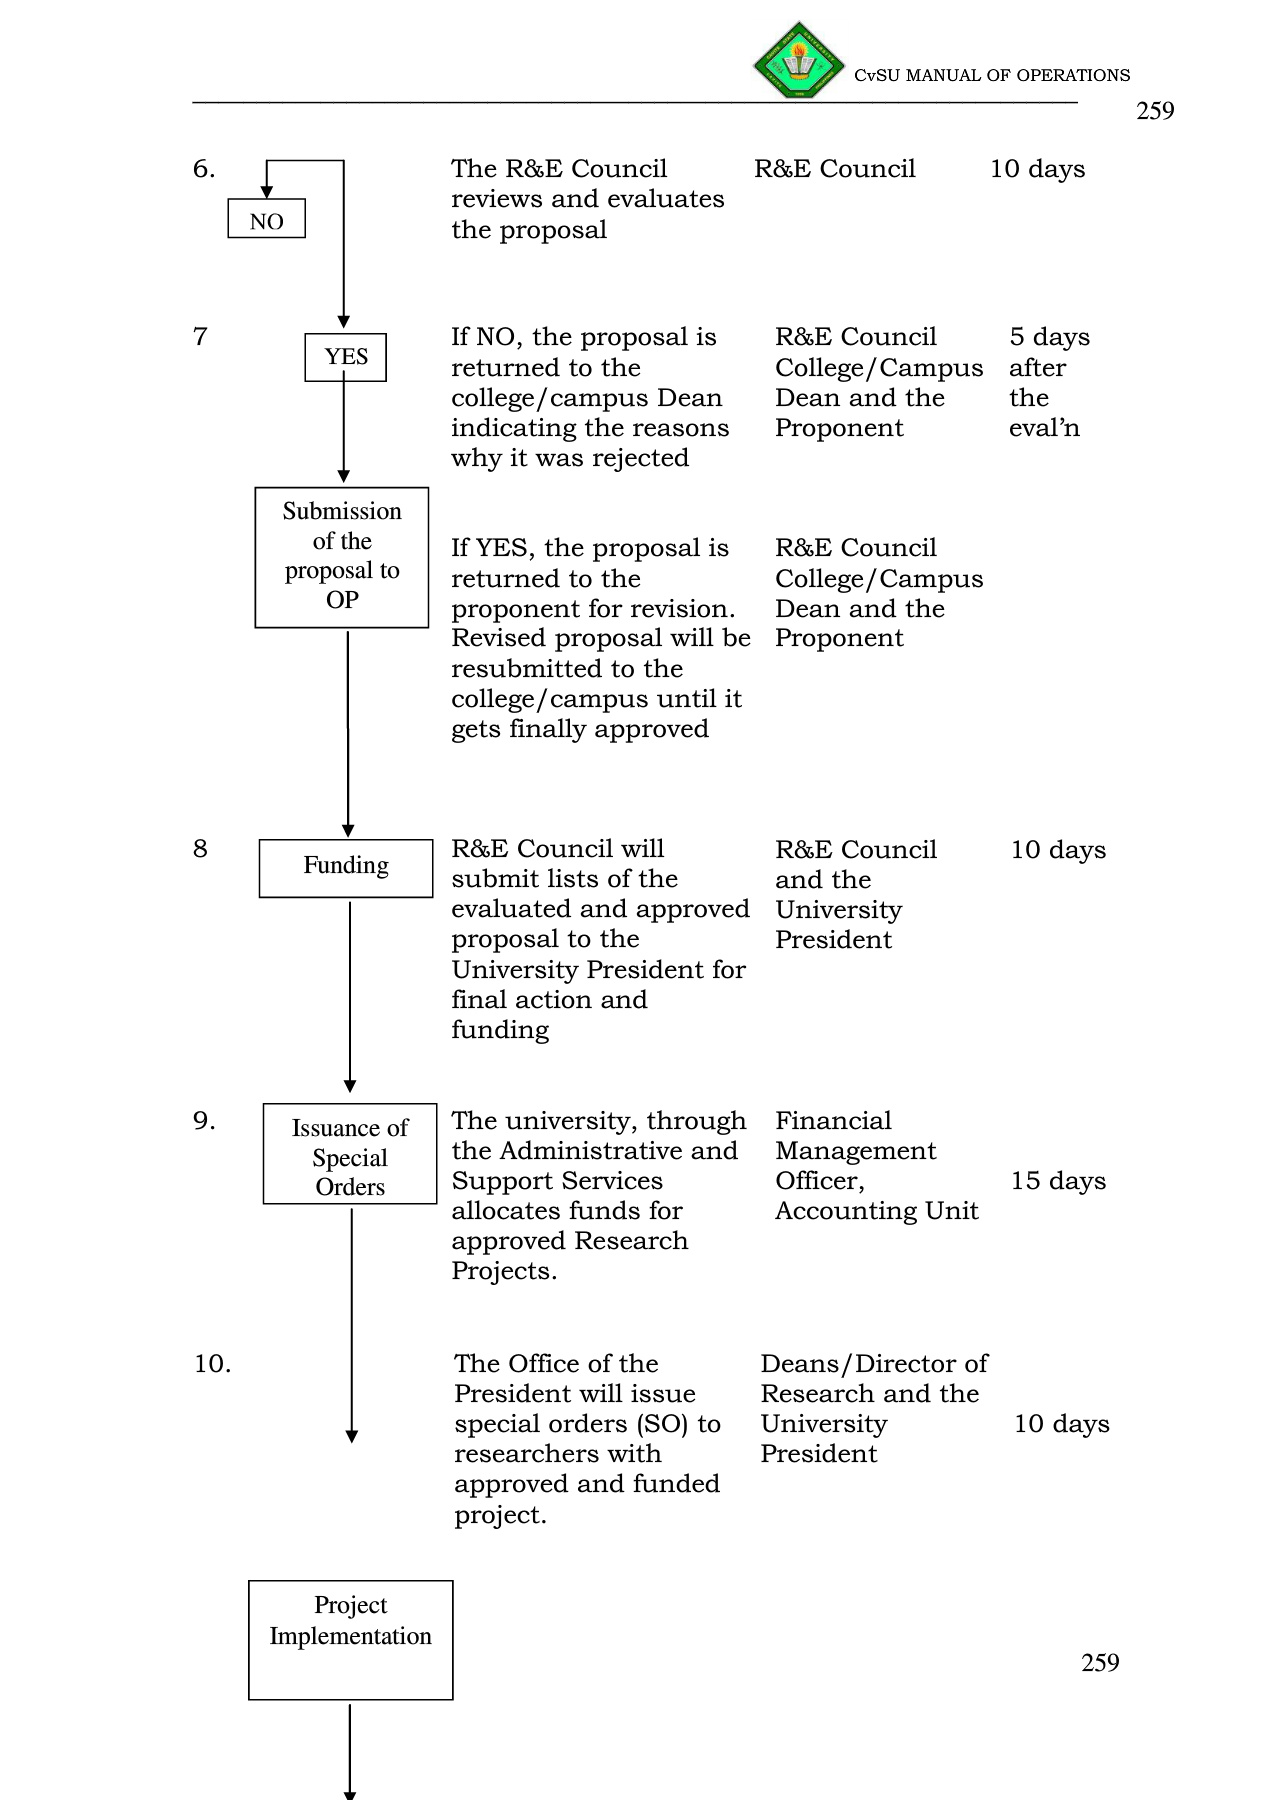 CvSU MANUAL OF OPERATIONS
259
6.
NO
The R&E Council
reviews and evaluates
the proposal
R&E Council
10 days
7
YES
If NO, the proposal is
returned to the
college/campus Dean
indicating the reasons
why it was rejected
R&E Council
College/Campus
Dean and the
Proponent
5 days
after
the
eval’n
Submission
of the
proposal to
OP
If YES, the proposal is
returned to the
proponent for revision.
Revised proposal will be
resubmitted to the
college/campus until it
gets finally approved
R&E Council
College/Campus
Dean and the
Proponent
8
Funding
R&E Council will
submit lists of the
evaluated and approved
proposal to the
University President for
final action and
funding
R&E Council
and the
University
President
10 days
9.
Issuance of
Special
Orders
The university, through
the Administrative and
Support Services
allocates funds for
approved Research
Projects.
Financial
Management
Officer,
Accounting Unit
15 days
10.
The Office of the
President will issue
special orders (SO) to
researchers with
approved and funded
project.
Deans/Director of
Research and the
University
President
10 days
Project
Implementation
259